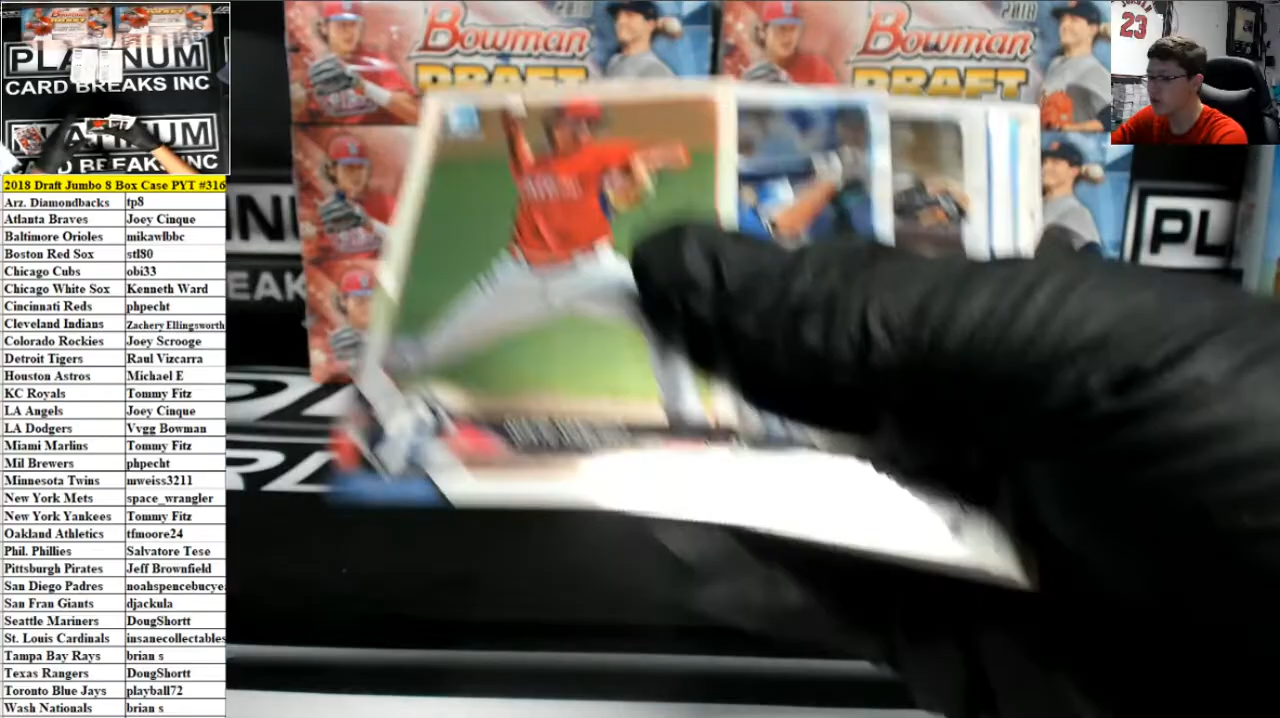 PLATINUM
CARD BREAKS INC
PLATINUM
CARD BREAKS INC
2018 Draft Jumbo 8 Box Case PYT #316
Arz. Diamondbacks tp8
Atlanta Braves Joey Cinque
Baltimore Orioles mikawlbbc
Boston Red Sox stl80
Chicago Cubs obi33
Chicago White Sox Kenneth Ward
Cincinnati Reds phpecht
Cleveland Indians Zachery Ellingsworth
Colorado Rockies Joey Scrooge
Detroit Tigers Raul Vizcarra
Houston Astros Michael E
KC Royals Tommy Fitz
LA Angels Joey Cinque
LA Dodgers Vvgg Bowman
Miami Marlins Tommy Fitz
Mil Brewers phpecht
Minnesota Twins mweiss3211
New York Mets space_wrangler
New York Yankees Tommy Fitz
Oakland Athletics tfmoore24
Phil. Phillies Salvatore Tese
Pittsburgh Pirates Jeff Brownfield
San Diego Padres noahspencebucye
San Fran Giants djackula
Seattle Mariners DougShortt
St. Louis Cardinals insanecollectables
Tampa Bay Rays brian s
Texas Rangers DougShortt
Toronto Blue Jays playball72
Wash Nationals brian s
2018
Bowman
DRAFT
2018
Bowman
DRAFT
PL
23